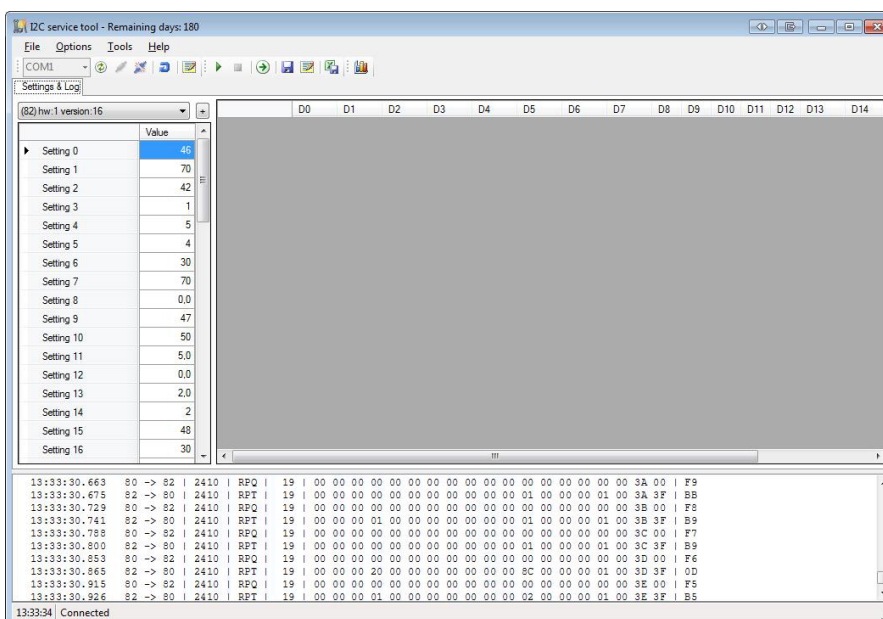 I2C service tool - Remaining days: 180
File Options Tools Help
COM1
Settings & Log
(82) hw:1 version:16 +
D0 D1 D2 D3 D4 D5 D6 D7 D8 D9 D10 D11 D12 D13 D14
Value
Setting 0 46
Setting 1 70
Setting 2 42
Setting 3 1
Setting 4 5
Setting 5 4
Setting 6 30
Setting 7 70
Setting 8 0,0
Setting 9 47
Setting 10 50
Setting 11 5,0
Setting 12 0,0
Setting 13 2,0
Setting 14 2
Setting 15 48
Setting 16 30
13:33:30.663 80 -> 82 | 2410 | RPQ | 19 | 00 00 00 00 00 00 00 00 00 00 00 00 00 00 00 00 00 3A 00 | F9
13:33:30.675 82 -> 80 | 2410 | RPT | 19 | 00 00 00 00 00 00 00 00 00 00 00 01 00 00 00 01 00 3A 3F | BB
13:33:30.729 80 -> 82 | 2410 | RPQ | 19 | 00 00 00 00 00 00 00 00 00 00 00 00 00 00 00 00 00 3B 00 | F8
13:33:30.741 82 -> 80 | 2410 | RPT | 19 | 00 00 00 01 00 00 00 00 00 00 00 01 00 00 00 01 00 3B 3F | B9
13:33:30.788 80 -> 82 | 2410 | RPQ | 19 | 00 00 00 00 00 00 00 00 00 00 00 00 00 00 00 00 00 3C 00 | F7
13:33:30.800 82 -> 80 | 2410 | RPT | 19 | 00 00 00 00 00 00 00 00 00 00 00 01 00 00 00 01 00 3C 3F | B9
13:33:30.853 80 -> 82 | 2410 | RPQ | 19 | 00 00 00 00 00 00 00 00 00 00 00 00 00 00 00 00 00 3D 00 | F6
13:33:30.865 82 -> 80 | 2410 | RPT | 19 | 00 00 00 20 00 00 00 00 00 00 00 8C 00 00 00 01 00 3D 3F | 0D
13:33:30.915 80 -> 82 | 2410 | RPQ | 19 | 00 00 00 00 00 00 00 00 00 00 00 00 00 00 00 00 00 3E 00 | F5
13:33:30.926 82 -> 80 | 2410 | RPT | 19 | 00 00 00 01 00 00 00 00 00 00 00 02 00 00 00 01 00 3E 3F | B5
13:33:34 Connected